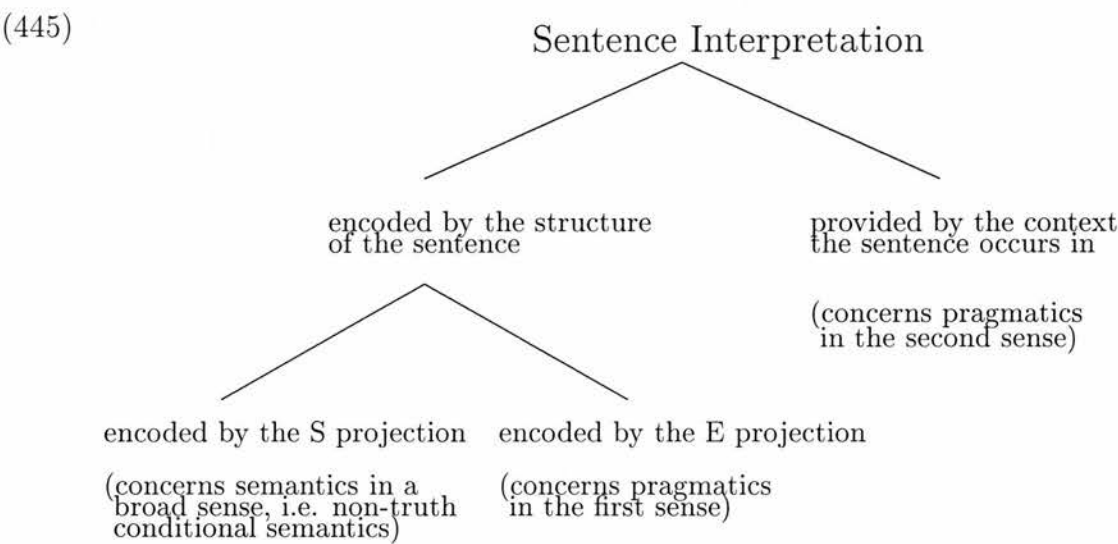 (445)
Sentence Interpretation
encoded by the structure
of the sentence
provided by the context
the sentence occurs in
(concerns pragmatics
in the second sense)
encoded by the S projection
(concerns semantics in a
broad sense, i.e. non-truth
conditional semantics)
encoded by the E projection
(concerns pragmatics
in the first sense)